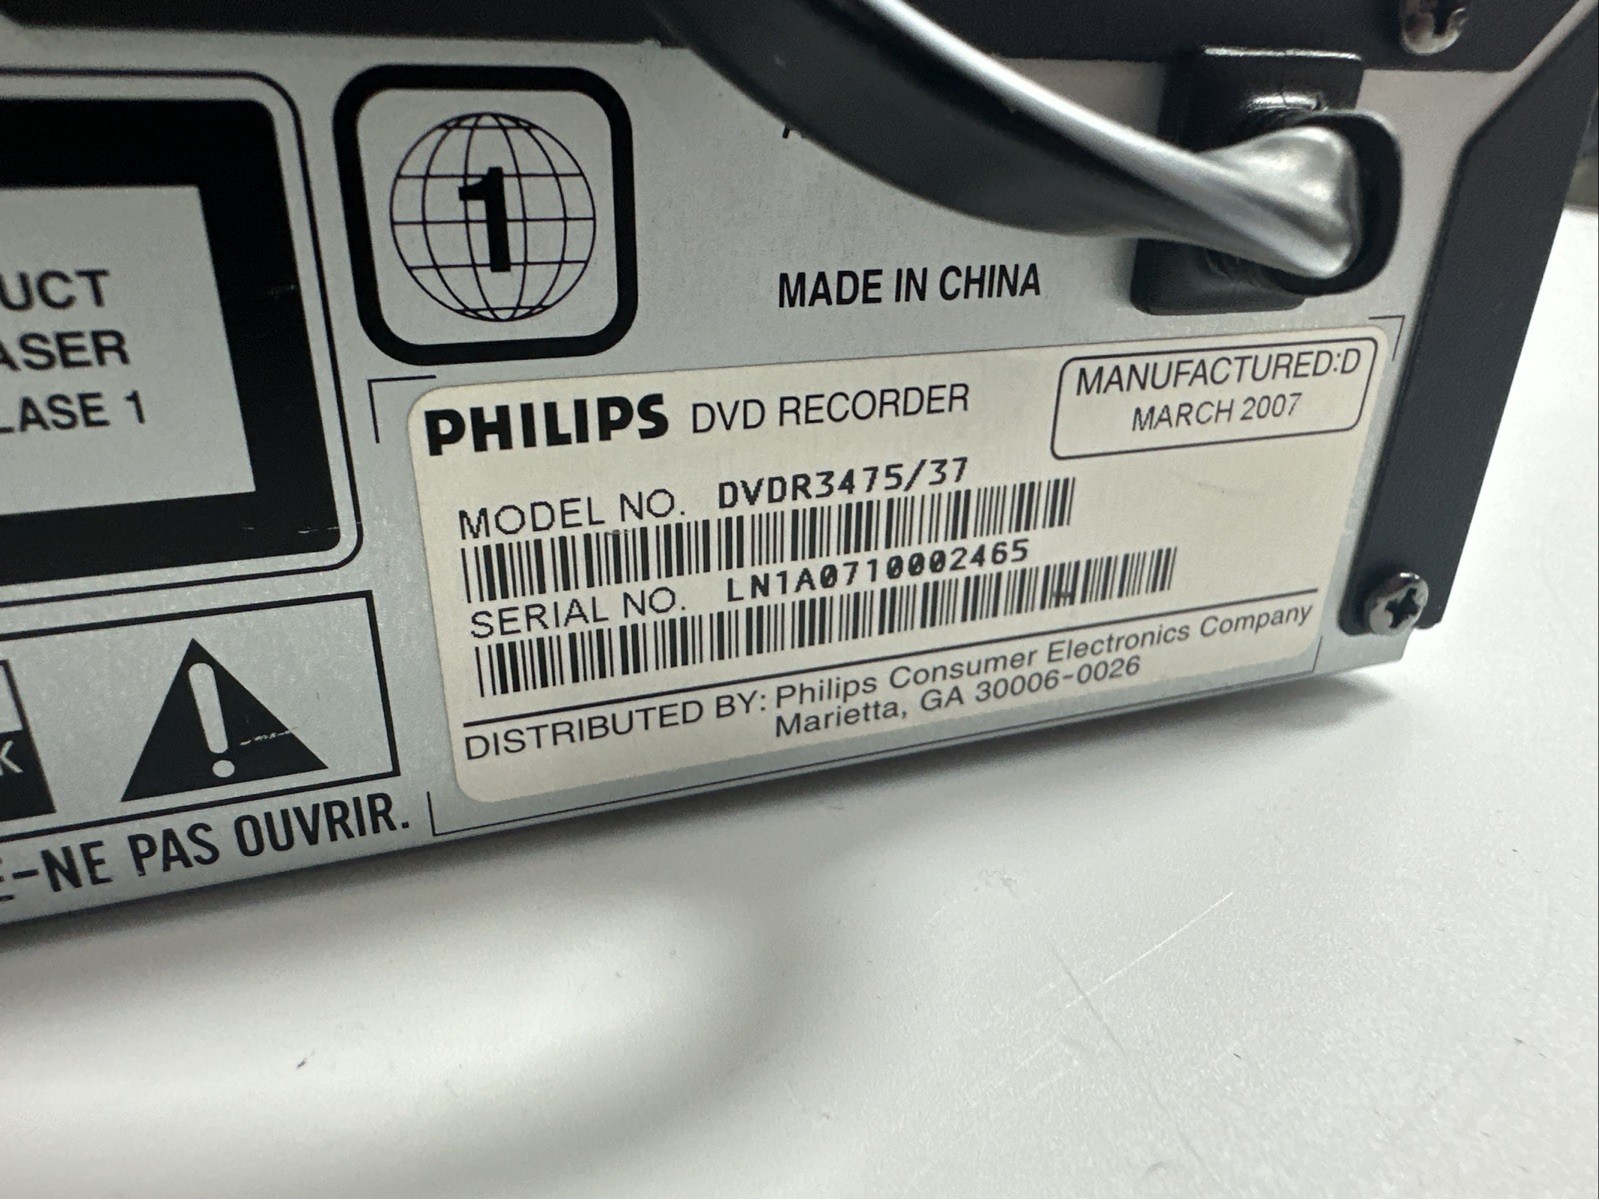 1
MADE IN CHINA
UCT
ASER
LASE 1
PHILIPS DVD RECORDER
MANUFACTURED:D
MARCH 2007
MODEL NO. DVDR3475/37
SERIAL NO. LN1A0710002465
DISTRIBUTED BY: Philips Consumer Electronics Company
Marietta, GA 30006-0026
K
!
E-NE PAS OUVRIR.